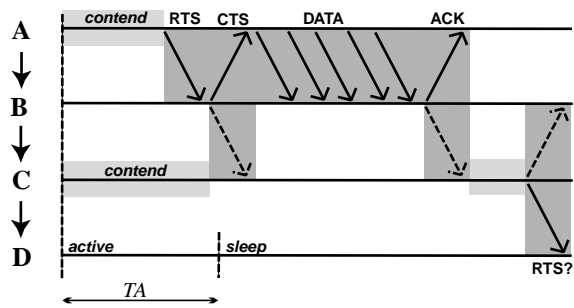 A contend RTS CTS DATA ACK
B
C contend
D active sleep
RTS?
TA